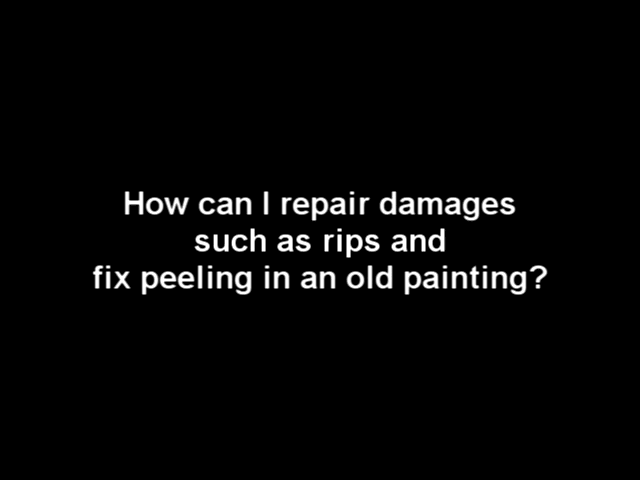 How can I repair damages
such as rips and
fix peeling in an old painting?